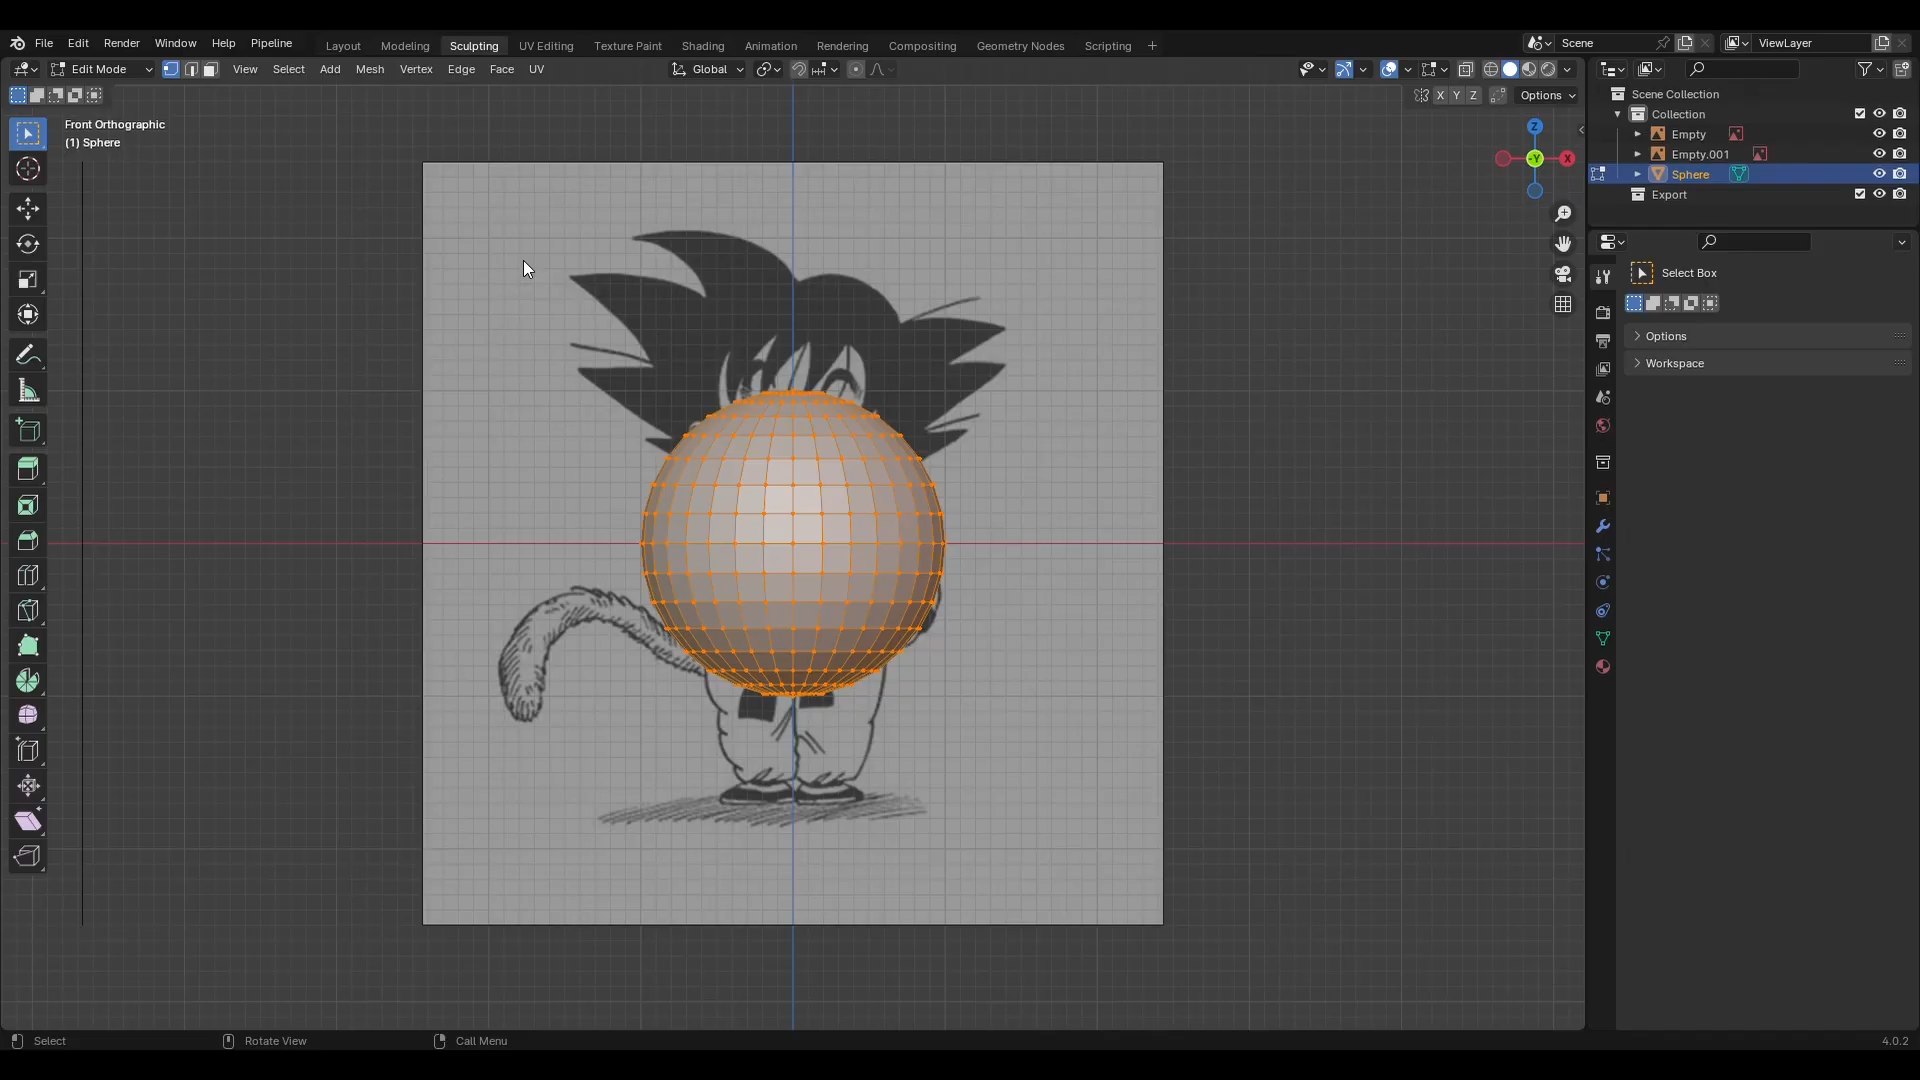 File Edit Render Window Help Pipeline Layout Modeling Sculpting UV Editing Texture Paint Shading Animation Rendering Compositing Geometry Nodes Scripting + Scene ViewLayer
Edit Mode View Select Add Mesh Vertex Edge Face UV Global
X Y Z Options
Front Orthographic
(1) Sphere
Z
-Y X
Scene Collection
Collection
Empty
Empty.001
Sphere
Export
Select Box
Options
Workspace
Select Rotate View Call Menu 4.0.2